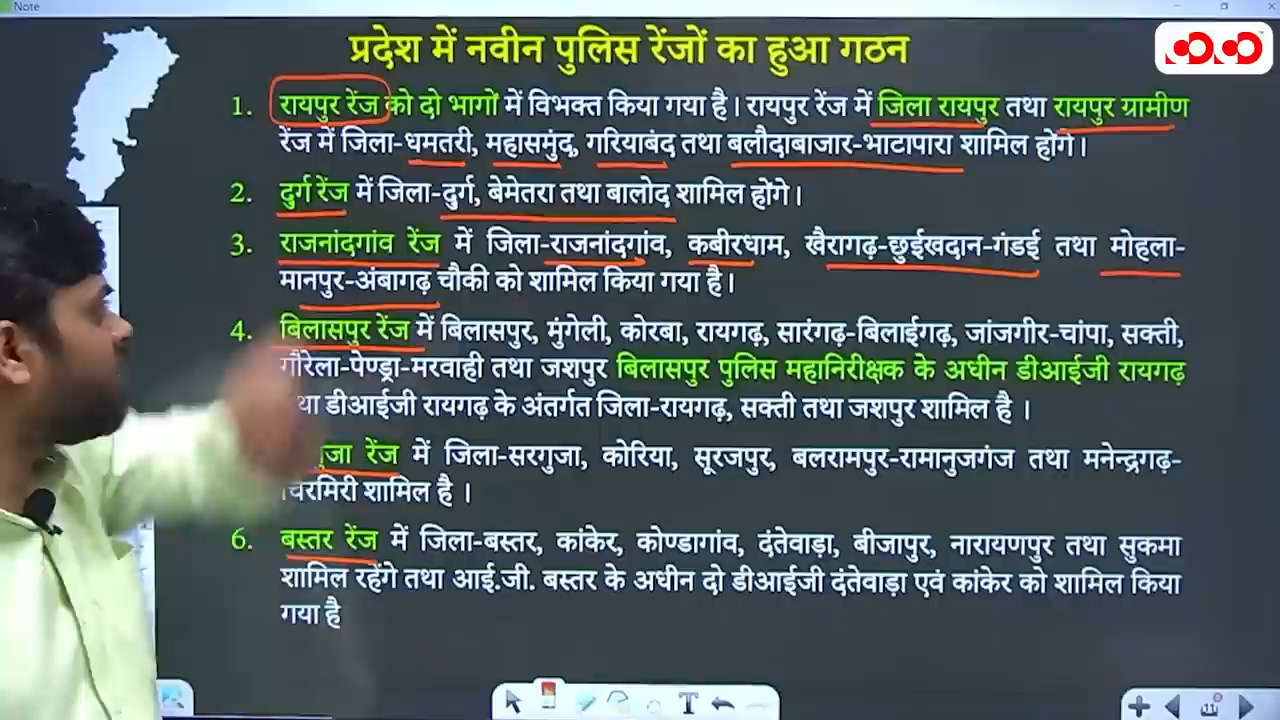 Note
प्रदेश में नवीन पुलिस रेंजों का हुआ गठन
1. रायपुर रेंज को दो भागों में विभक्त किया गया है। रायपुर रेंज में जिला रायपुर तथा रायपुर ग्रामीण
रेंज में जिला-धमतरी, महासमुंद, गरियाबंद तथा बलौदाबाजार-भाटापारा शामिल होंगे।
2. दुर्ग रेंज में जिला-दुर्ग, बेमेतरा तथा बालोद शामिल होंगे।
3. राजनांदगांव रेंज में जिला-राजनांदगांव, कबीरधाम, खैरागढ़-छुईखदान-गंडई तथा मोहला-
मानपुर-अंबागढ़ चौकी को शामिल किया गया है।
4. बिलासपुर रेंज में बिलासपुर, मुंगेली, कोरबा, रायगढ़, सारंगढ़-बिलाईगढ़, जांजगीर-चांपा, सक्ती,
गौरेला-पेण्ड्रा-मरवाही तथा जशपुर बिलासपुर पुलिस महानिरीक्षक के अधीन डीआईजी रायगढ़
डीआईजी रायगढ़ के अंतर्गत जिला-रायगढ़, सक्ती तथा जशपुर शामिल है ।
रेंज में जिला-सरगुजा, कोरिया, सूरजपुर, बलरामपुर-रामानुजगंज तथा मनेन्द्रगढ़-
चिरमिरी शामिल है ।
6. बस्तर रेंज में जिला-बस्तर, कांकेर, कोण्डागांव, दंतेवाड़ा, बीजापुर, नारायणपुर तथा सुकमा
शामिल रहेंगे तथा आई.जी. बस्तर के अधीन दो डीआईजी दंतेवाड़ा एवं कांकेर को शामिल किया
गया है
11